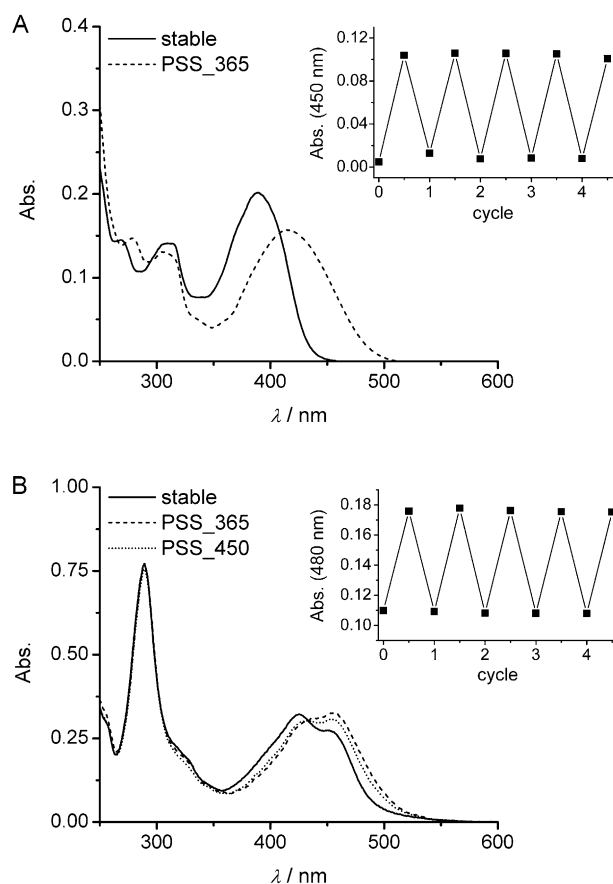 A
stable
PSS_365
Abs.
0.4
0.3
0.2
0.1
0.0
300 400 500 600
λ / nm
Abs. (450 nm)
0.12
0.08
0.04
0.00
0 1 2 3 4
cycle
B
stable
PSS_365
PSS_450
Abs.
1.00
0.75
0.50
0.25
0.00
300 400 500 600
λ / nm
Abs. (480 nm)
0.18
0.16
0.14
0.12
0.10
0 1 2 3 4
cycle